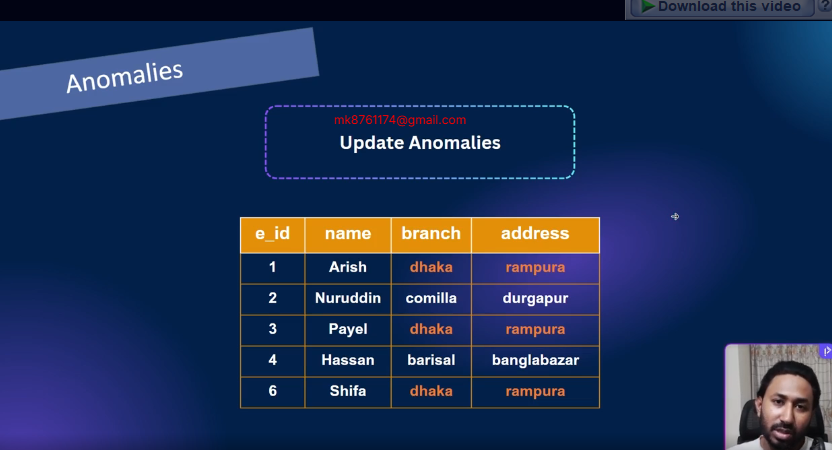 Download this video ?
Anomalies
mk8761174@gmail.com
Update Anomalies
e_id name branch address
1 Arish dhaka rampura
2 Nuruddin comilla durgapur
3 Payel dhaka rampura
4 Hassan barisal banglabazar
6 Shifa dhaka rampura